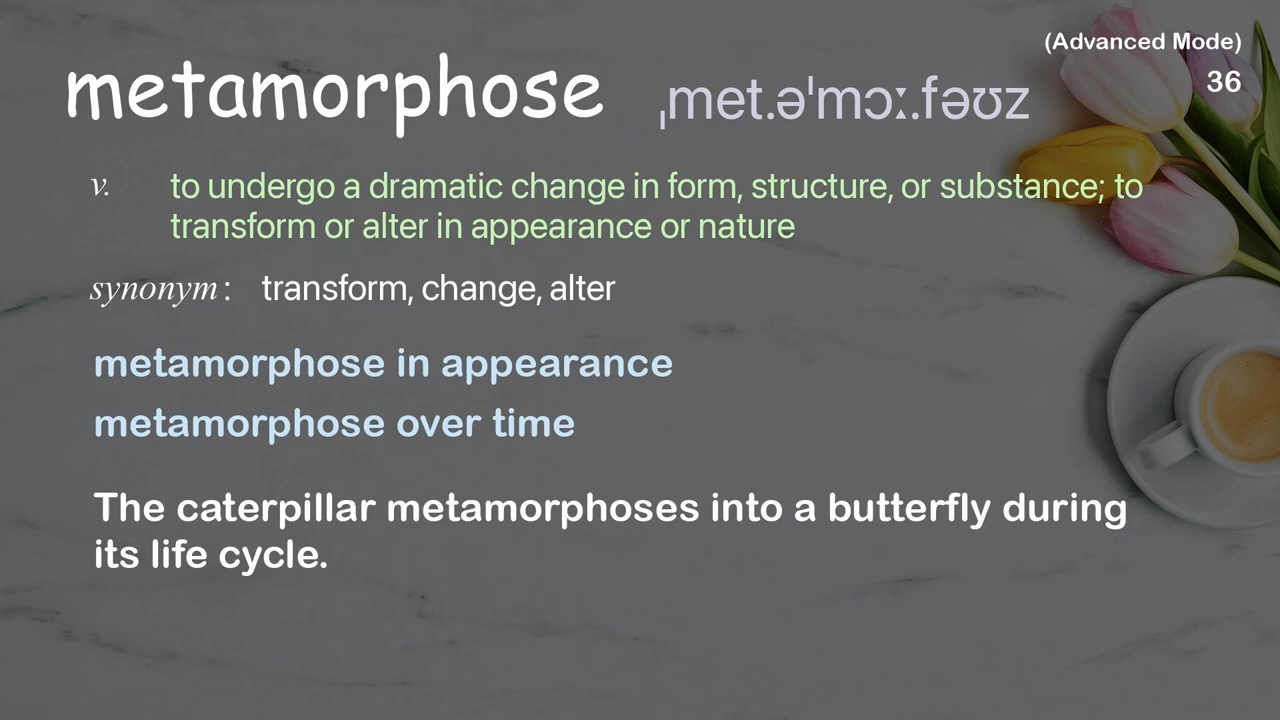 (Advanced Mode)
36
metamorphose ˌmet.əˈmɔː.fəʊz
v. to undergo a dramatic change in form, structure, or substance; to
transform or alter in appearance or nature
synonym: transform, change, alter
metamorphose in appearance
metamorphose over time
The caterpillar metamorphoses into a butterfly during
its life cycle.